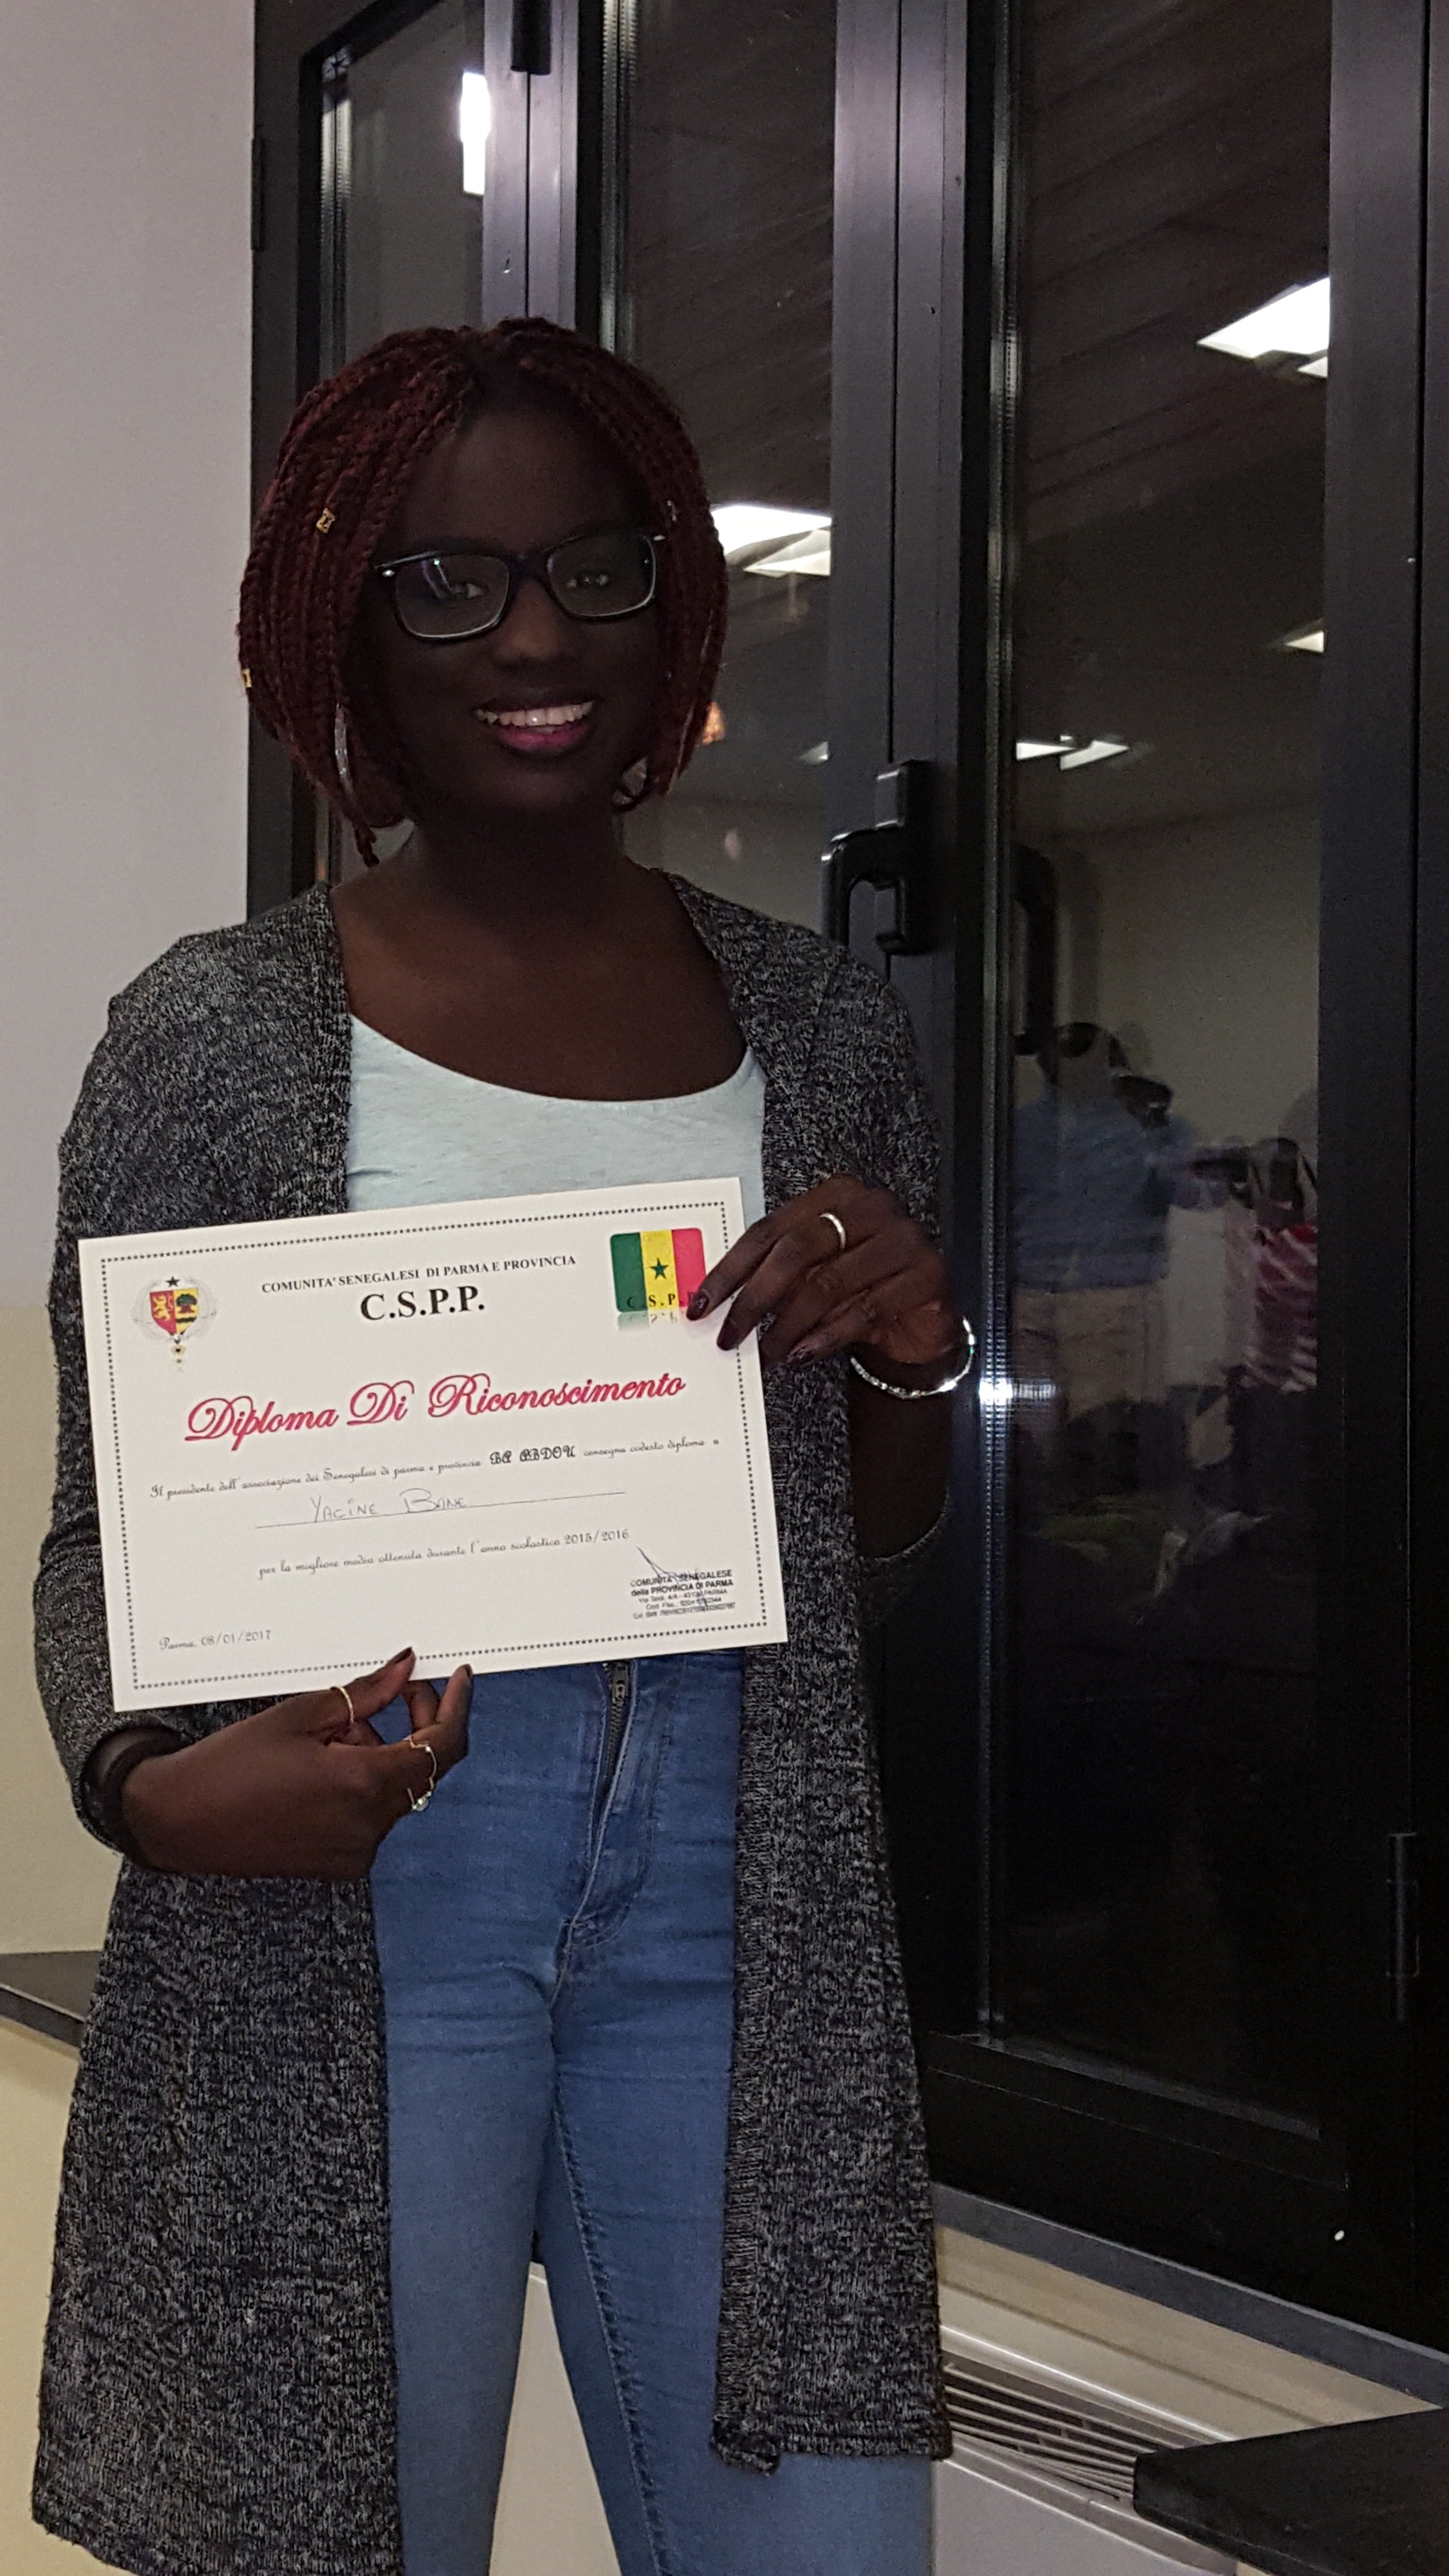 COMUNITA' SENEGALESI DI PARMA E PROVINCIA
C.S.P.P.
C.S.P.P
Diploma Di Riconoscimento
Il presidente dell'associazione dei Senegalesi di parma e provincia BA ABDOU consegna codesto diploma a
YACINE BANE
per la migliore media ottenuta durante l'anno scolastico 2015/2016
COMUNITA' SENEGALESE
della PROVINCIA DI PARMA
Parma, 08/01/2017